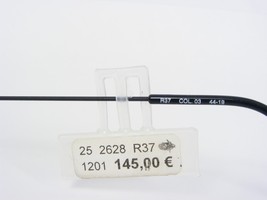 R37 COL. 03 44-18
25 2628 R37
1201 145,00 € .